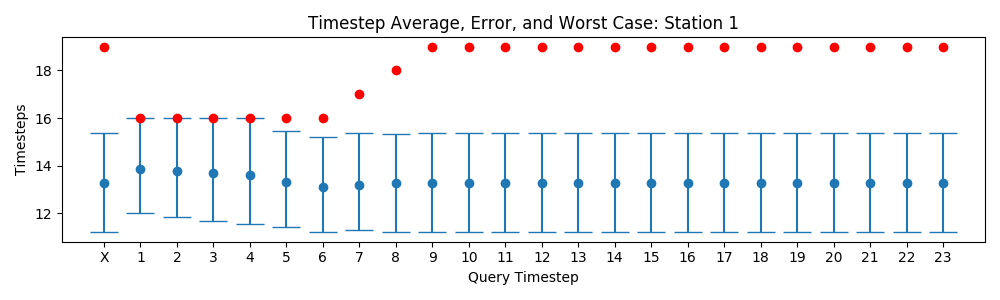 Timestep Average, Error, and Worst Case: Station 1
Timesteps
18
16
14
12
X 1 2 3 4 5 6 7 8 9 10 11 12 13 14 15 16 17 18 19 20 21 22 23
Query Timestep